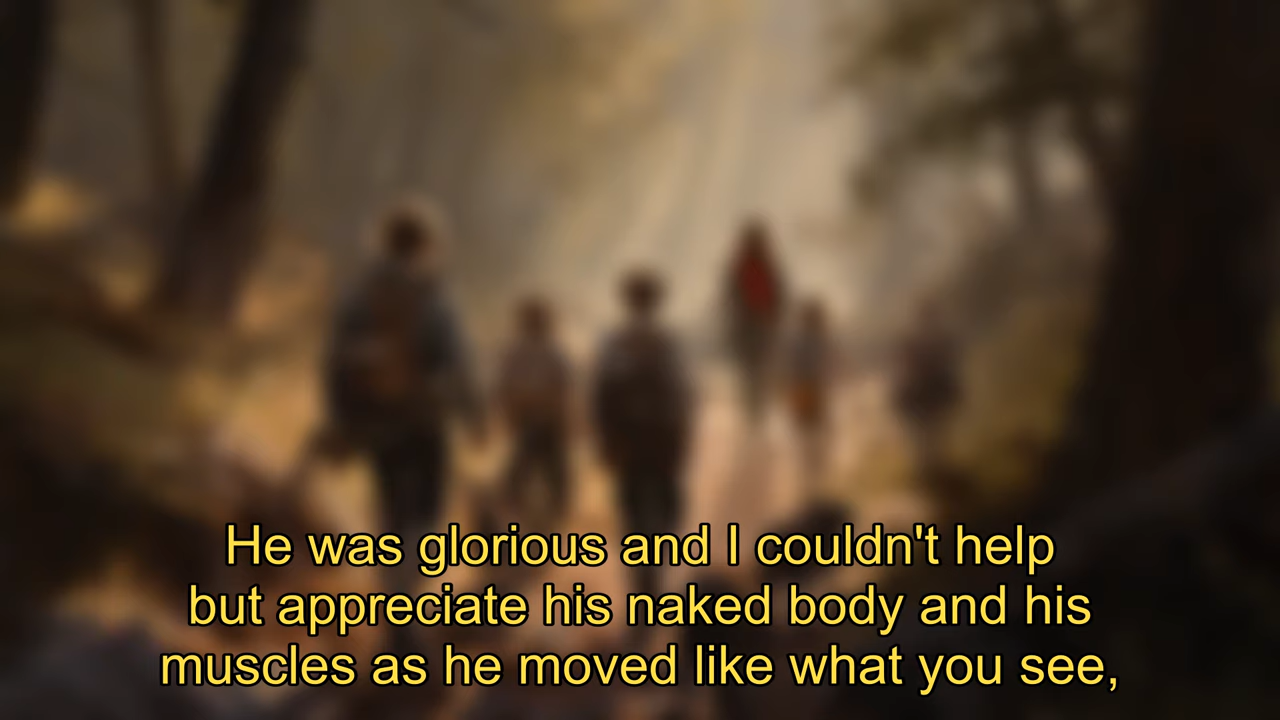 He was glorious and I couldn't help
but appreciate his naked body and his
muscles as he moved like what you see,